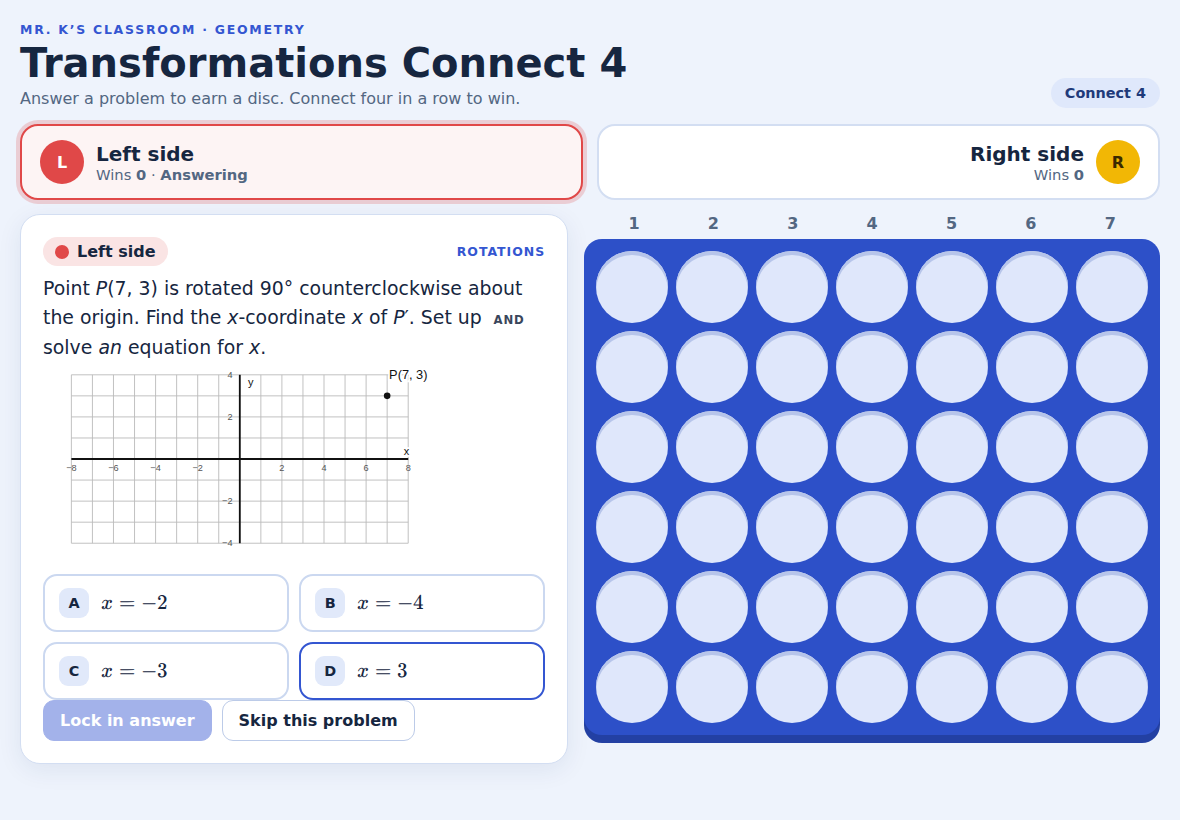 MR. K’S CLASSROOM · GEOMETRY
Transformations Connect 4
Answer a problem to earn a disc. Connect four in a row to win.
Connect 4
L
Left side
Wins 0 · Answering
Right side
Wins 0
R
Left side
ROTATIONS
Point P(7, 3) is rotated 90° counterclockwise about
the origin. Find the x-coordinate x of P′. Set up AND
solve an equation for x.
4
y
P(7, 3)
2
x
−8 −6 −4 −2 2 4 6 8
−2
−4
A x = −2
B x = −4
C x = −3
D x = 3
Lock in answer
Skip this problem
1 2 3 4 5 6 7